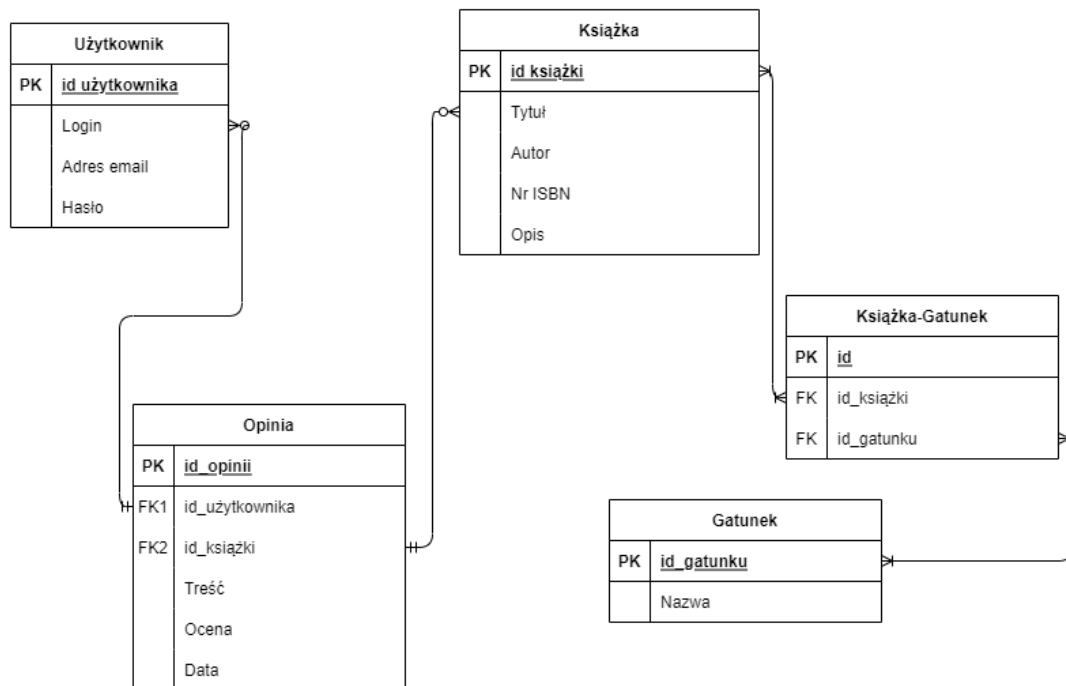 Użytkownik
PK id użytkownika
Login
Adres email
Hasło
Książka
PK id książki
Tytuł
Autor
Nr ISBN
Opis
Książka-Gatunek
PK id
FK id_książki
FK id_gatunku
Opinia
PK id_opinii
FK1 id_użytkownika
FK2 id_książki
Treść
Ocena
Data
Gatunek
PK id_gatunku
Nazwa